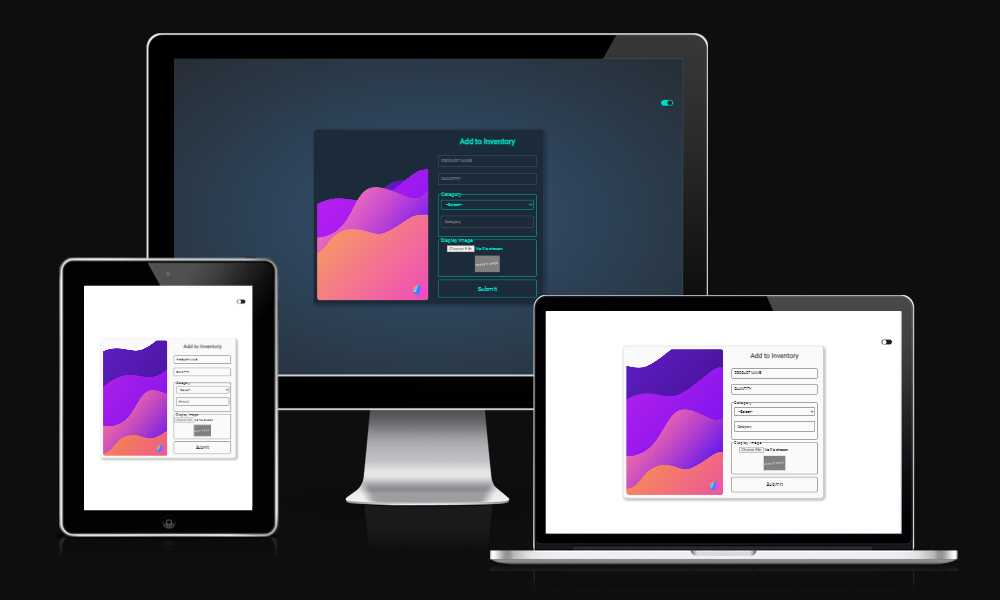 Add to Inventory
PRODUCT NAME
QUANTITY
Category
--Select--
Category
Display Image
Choose File No file chosen
Submit
Add to Inventory
PRODUCT NAME
QUANTITY
Category
--Select--
Display Image
Choose File No file chosen
Submit
Add to Inventory
PRODUCT NAME
QUANTITY
Category
--Select--
Category
Display Image
Choose File No file chosen
Submit